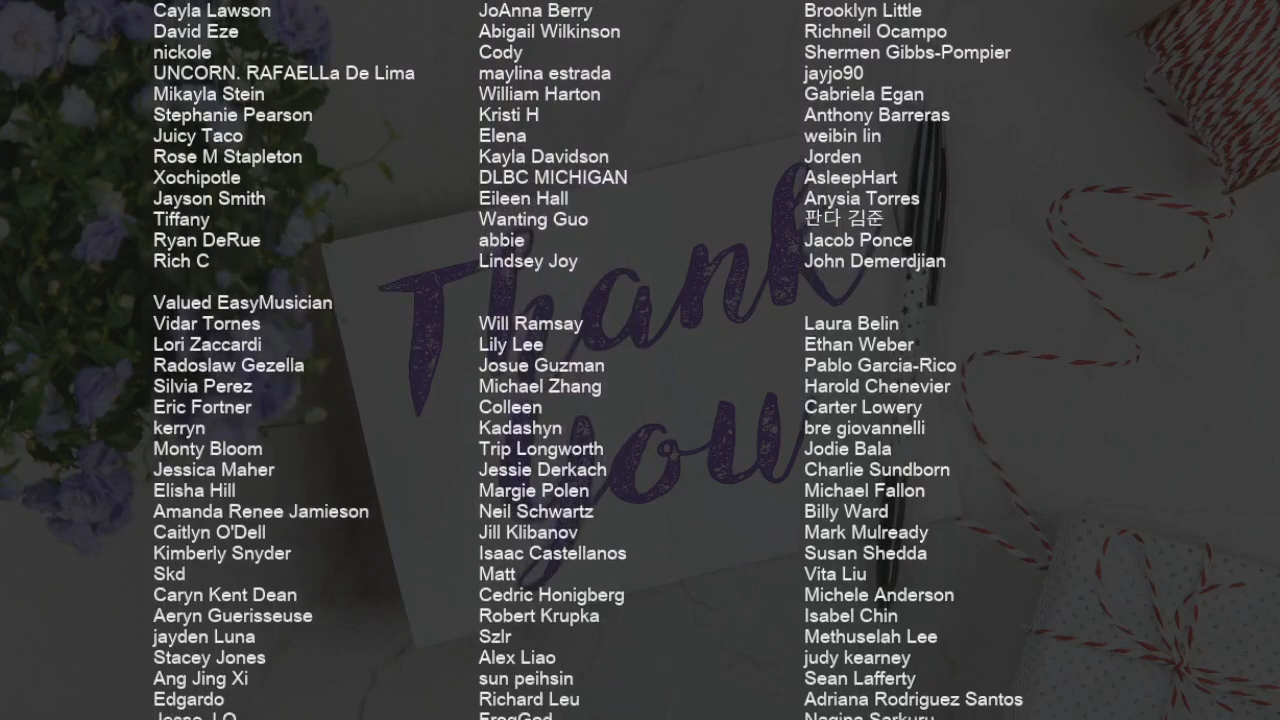 Cayla Lawson JoAnna Berry Brooklyn Little
David Eze Abigail Wilkinson Richneil Ocampo
nickole Cody Shermen Gibbs-Pompier
UNCORN. RAFAELLa De Lima maylina estrada jayjo90
Mikayla Stein William Harton Gabriela Egan
Stephanie Pearson Kristi H Anthony Barreras
Juicy Taco Elena weibin lin
Rose M Stapleton Kayla Davidson Jorden
Xochipotle DLBC MICHIGAN AsleepHart
Jayson Smith Eileen Hall Anysia Torres
Tiffany Wanting Guo 판다 김준
Ryan DeRue abbie Jacob Ponce
Rich C Lindsey Joy John Demerdjian
Valued EasyMusician
Vidar Tornes Will Ramsay Laura Belin
Lori Zaccardi Lily Lee Ethan Weber
Radoslaw Gezella Josue Guzman Pablo Garcia-Rico
Silvia Perez Michael Zhang Harold Chenevier
Eric Fortner Colleen Carter Lowery
kerryn Kadashyn bre giovannelli
Monty Bloom Trip Longworth Jodie Bala
Jessica Maher Jessie Derkach Charlie Sundborn
Elisha Hill Margie Polen Michael Fallon
Amanda Renee Jamieson Neil Schwartz Billy Ward
Caitlyn O'Dell Jill Klibanov Mark Mulready
Kimberly Snyder Isaac Castellanos Susan Shedda
Skd Matt Vita Liu
Caryn Kent Dean Cedric Honigberg Michele Anderson
Aeryn Guerisseuse Robert Krupka Isabel Chin
jayden Luna Szlr Methuselah Lee
Stacey Jones Alex Liao judy kearney
Ang Jing Xi sun peihsin Sean Lafferty
Edgardo Richard Leu Adriana Rodriguez Santos
Thank
you